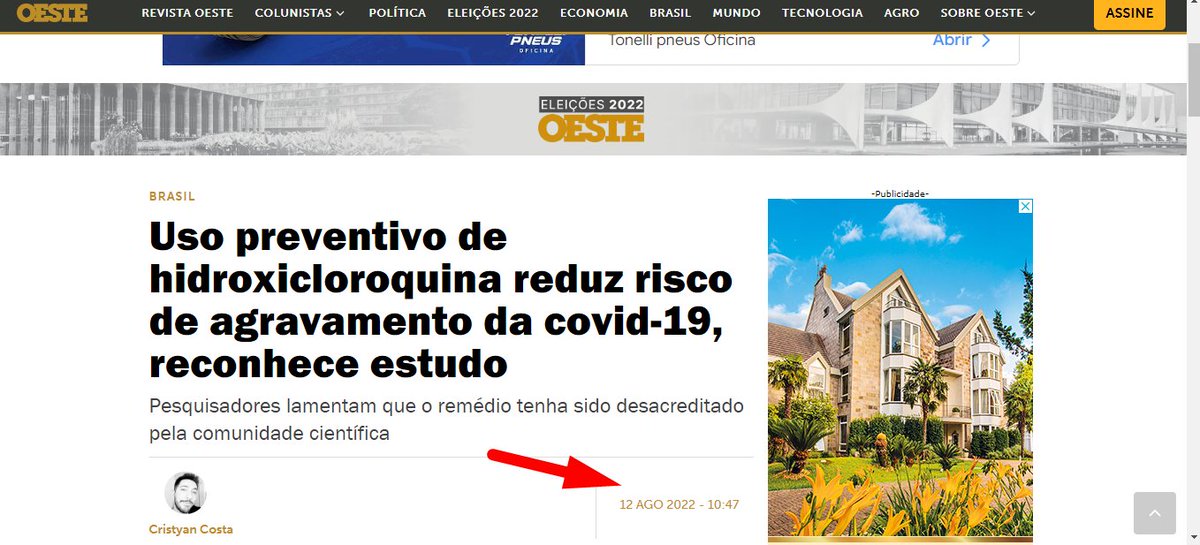 OESTE
REVISTA OESTE COLUNISTAS POLÍTICA ELEIÇÕES 2022 ECONOMIA BRASIL MUNDO TECNOLOGIA AGRO SOBRE OESTE ASSINE
PNEUS
OFICINA
Tonelli pneus Oficina
Abrir
ELEIÇÕES 2022
OESTE
BRASIL
Uso preventivo de
hidroxicloroquina reduz risco
de agravamento da covid-19,
reconhece estudo
Pesquisadores lamentam que o remédio tenha sido desacreditado
pela comunidade científica
12 AGO 2022 - 10:47
Cristyan Costa
-Publicidade-